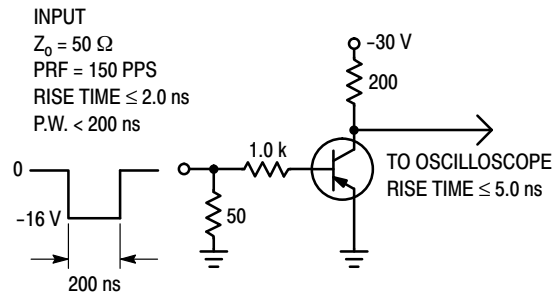 INPUT
Z₀ = 50 Ω
PRF = 150 PPS
RISE TIME ≤ 2.0 ns
P.W. < 200 ns
0
−16 V
200 ns
1.0 k
50
−30 V
200
TO OSCILLOSCOPE
RISE TIME ≤ 5.0 ns